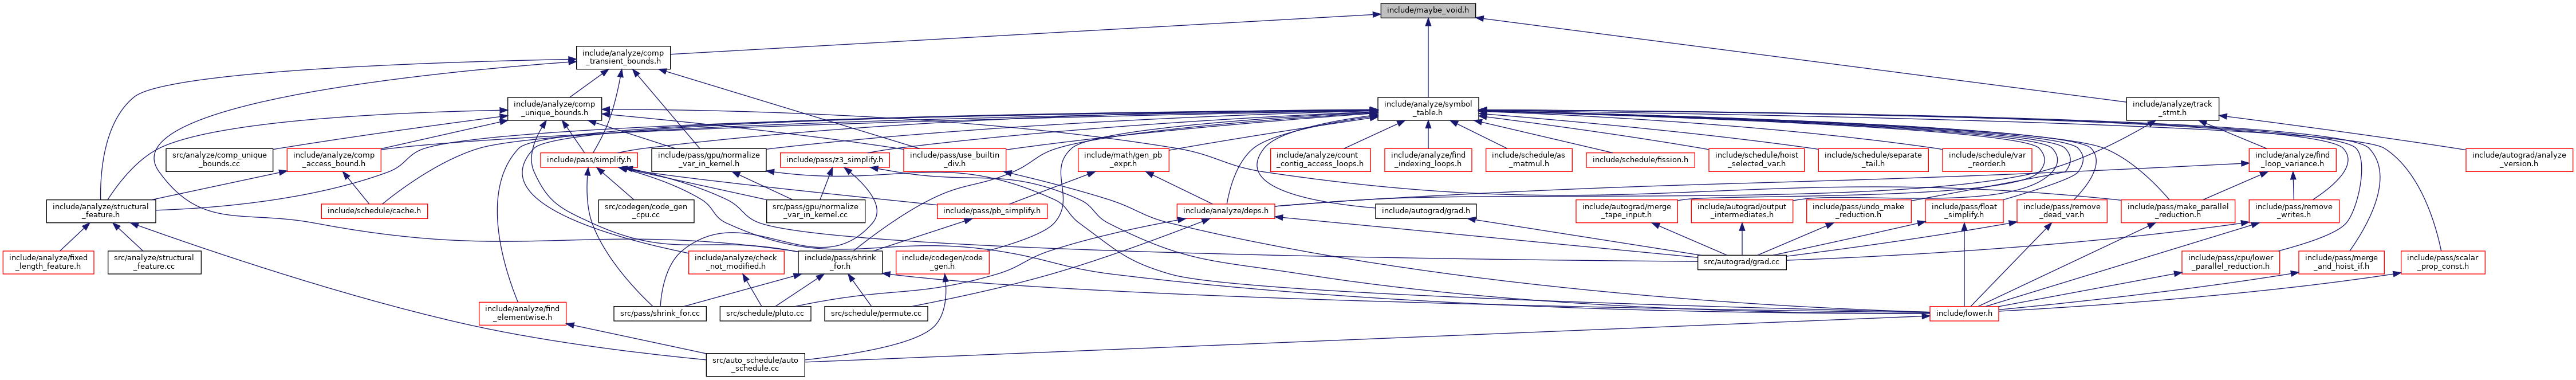 include/maybe_void.h
include/analyze/comp
_transient_bounds.h
include/analyze/comp
_unique_bounds.h
include/analyze/symbol
_table.h
include/analyze/track
_stmt.h
src/analyze/comp_unique
_bounds.cc
include/analyze/comp
_access_bound.h
include/pass/simplify.h
include/pass/gpu/normalize
_var_in_kernel.h
include/pass/z3_simplify.h
include/pass/use_builtin
_div.h
include/math/gen_pb
_expr.h
include/analyze/count
_contig_access_loops.h
include/analyze/find
_indexing_loops.h
include/schedule/as
_matmul.h
include/schedule/fission.h
include/schedule/hoist
_selected_var.h
include/schedule/separate
_tail.h
include/schedule/var
_reorder.h
include/analyze/find
_loop_variance.h
include/autograd/analyze
_version.h
include/analyze/structural
_feature.h
include/schedule/cache.h
src/codegen/code_gen
_cpu.cc
src/pass/gpu/normalize
_var_in_kernel.cc
include/pass/pb_simplify.h
include/analyze/deps.h
include/autograd/grad.h
include/autograd/merge
_tape_input.h
include/autograd/output
_intermediates.h
include/pass/undo_make
_reduction.h
include/pass/float
_simplify.h
include/pass/remove
_dead_var.h
include/pass/make_parallel
_reduction.h
include/pass/remove
_writes.h
include/analyze/fixed
_length_feature.h
src/analyze/structural
_feature.cc
include/analyze/check
_not_modified.h
include/pass/shrink
_for.h
include/codegen/code
_gen.h
src/autograd/grad.cc
include/pass/cpu/lower
_parallel_reduction.h
include/pass/merge
_and_hoist_if.h
include/pass/scalar
_prop_const.h
include/analyze/find
_elementwise.h
src/pass/shrink_for.cc
src/schedule/pluto.cc
src/schedule/permute.cc
include/lower.h
src/auto_schedule/auto
_schedule.cc